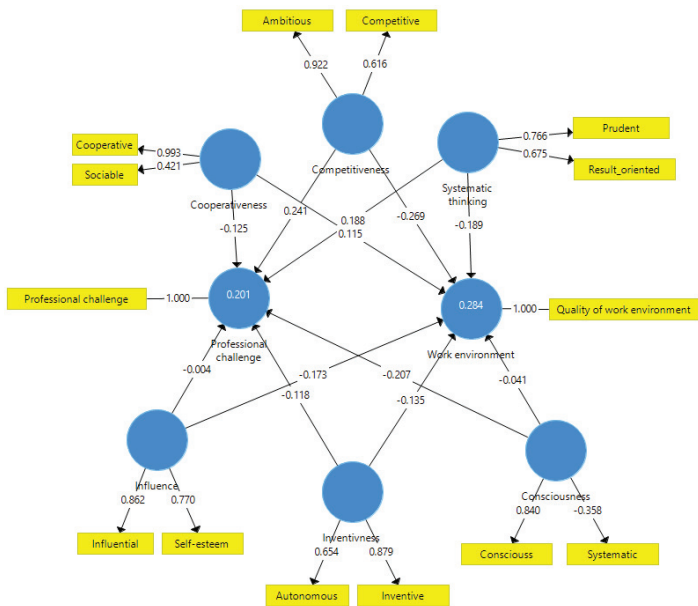 Ambitious
Competitive
0.922
0.616
Cooperative
Sociable
0.993
0.421
Prudent
Result_oriented
0.766
0.675
Competitiveness
Systematic
thinking
Cooperativeness
-0.125
0.241
0.188
0.115
-0.269
-0.189
Professional challenge
1.000
0.201
0.284
1.000
Quality of work environment
Professional
challenge
Work environment
-0.004
-0.173
-0.207
-0.041
-0.118
-0.135
Influence
Inventivness
Consciousness
0.862
0.770
0.840
-0.358
Influential
Self-esteem
0.654
0.879
Consciouss
Systematic
Autonomous
Inventive